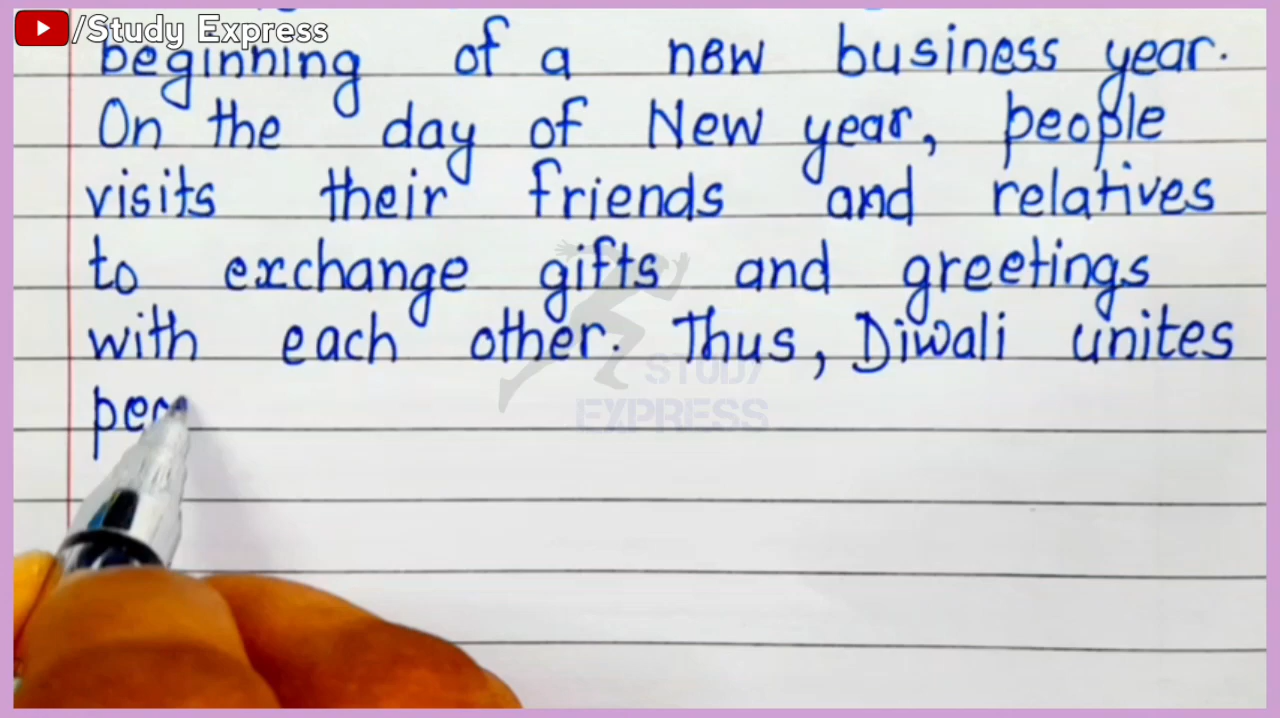 /Study Express
beginning of a new business year.
On the day of New year, people
visits their friends and relatives
to exchange gifts and greetings
with each other. Thus, Diwali unites
STUDY
EXPRESS